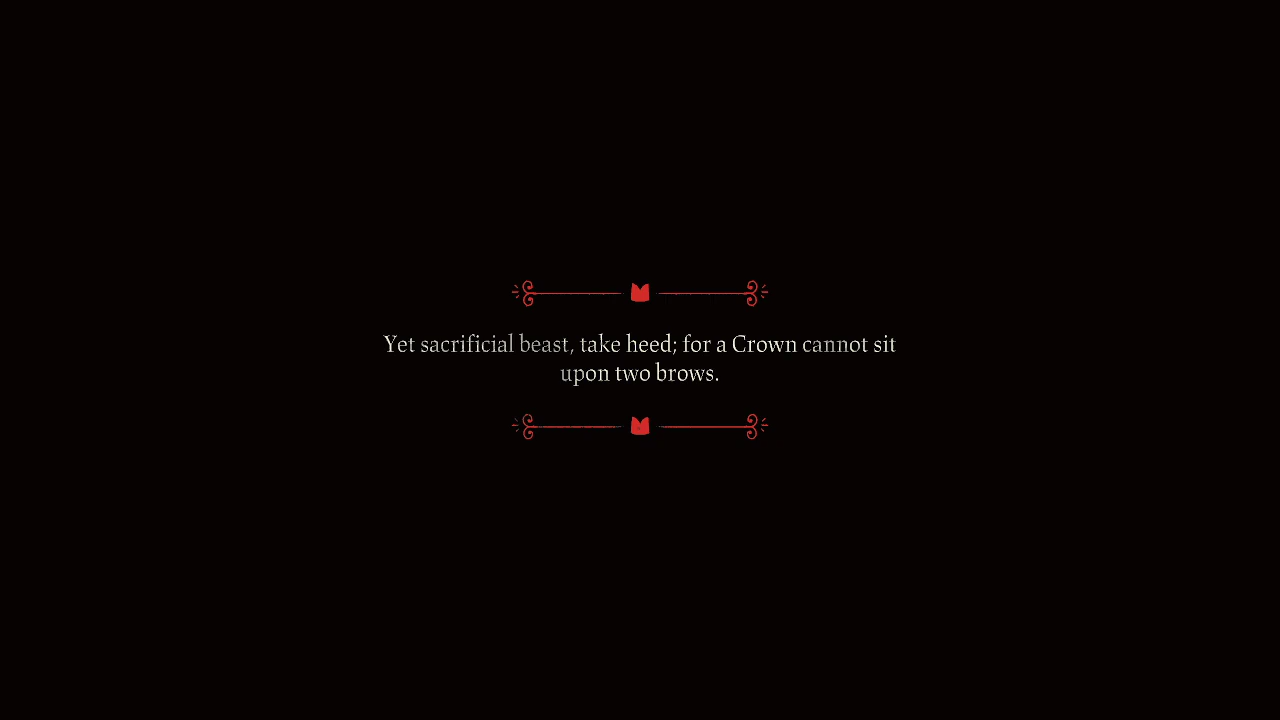 Yet sacrificial beast, take heed; for a Crown cannot sit
upon two brows.